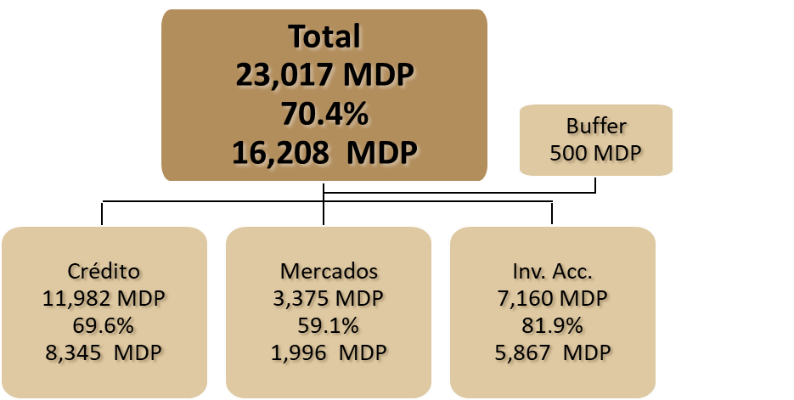 Total
23,017 MDP
70.4%
16,208 MDP
Buffer
500 MDP
Crédito
11,982 MDP
69.6%
8,345 MDP
Mercados
3,375 MDP
59.1%
1,996 MDP
Inv. Acc.
7,160 MDP
81.9%
5,867 MDP